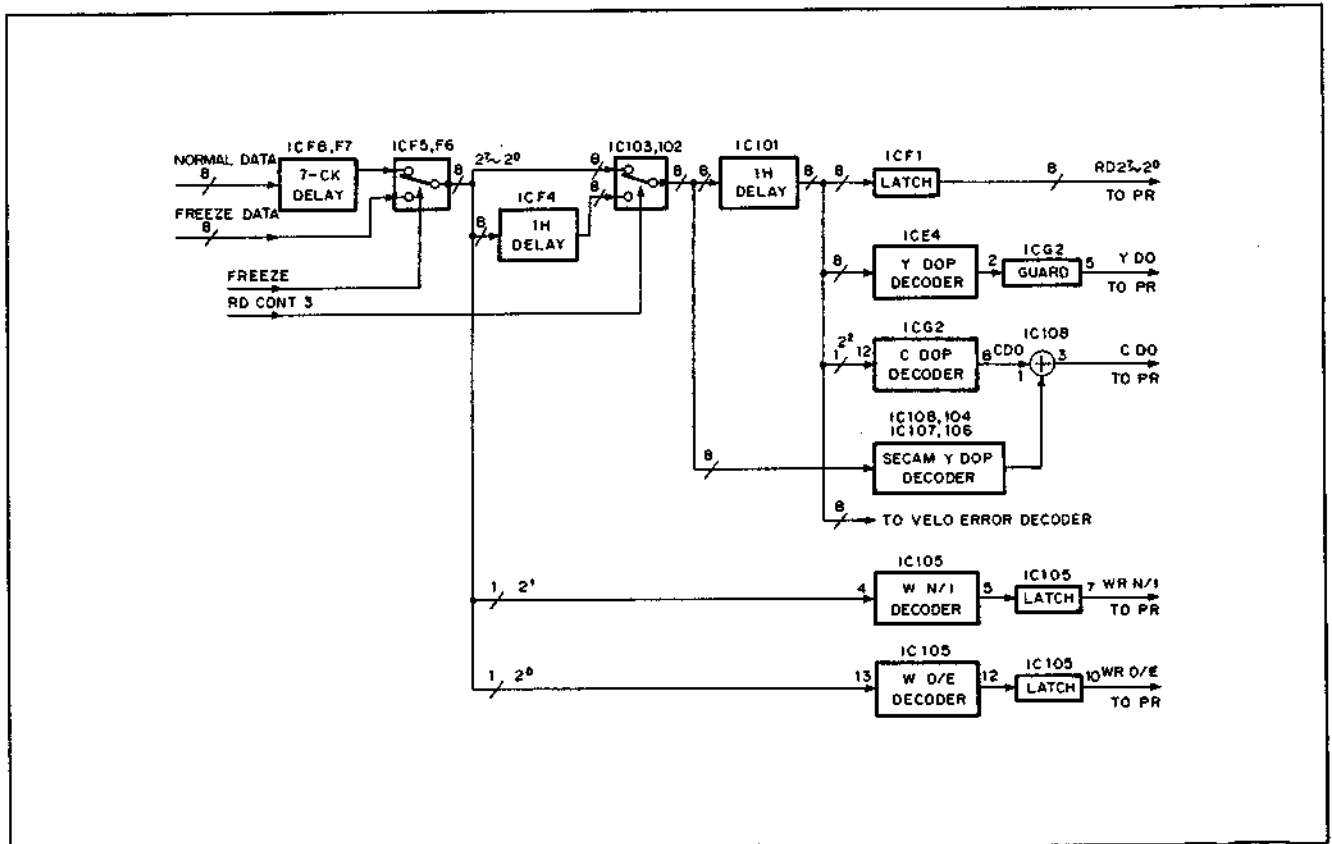 NORMAL DATA
8
FREEZE DATA
8
FREEZE
RD CONT 3
ICF8,F7
7-CK
DELAY
ICF5,F6
8
2⁷~2⁰
8
ICF4
1H
DELAY
8
8
IC103,102
8
8
IC101
1H
DELAY
8
8
ICF1
LATCH
8
RD2⁷~2⁰
TO PR
8
ICE4
Y DOP
DECODER
2
ICG2
GUARD
5
Y DO
TO PR
1
2²
12
ICG2
C DOP
DECODER
CDO
1
IC108
3
C DO
TO PR
8
IC108,104
IC107,106
SECAM Y DOP
DECODER
8
TO VELO ERROR DECODER
1
2¹
4
IC105
W N/I
DECODER
5
IC105
LATCH
7
WR N/I
TO PR
1
2⁰
13
IC105
W O/E
DECODER
12
IC105
LATCH
10
WR O/E
TO PR